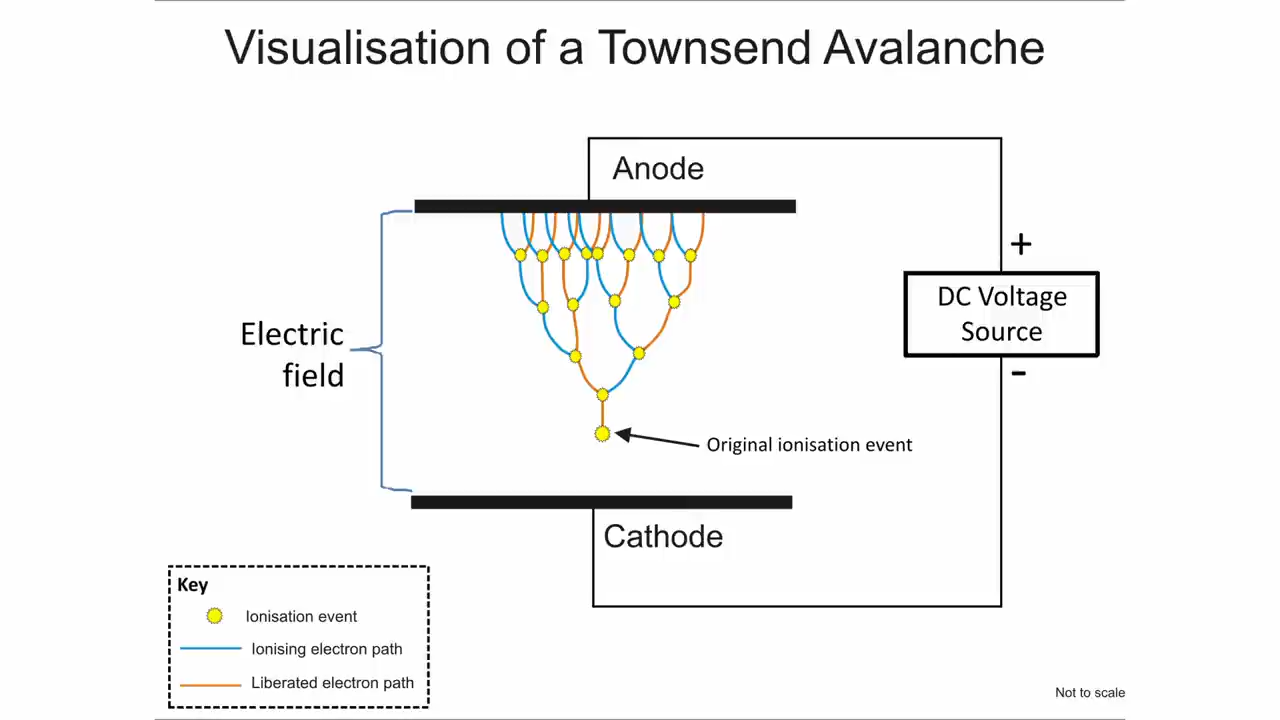 Visualisation of a Townsend Avalanche
Anode
+
DC Voltage
Source
-
Electric
field
Original ionisation event
Cathode
Key
Ionisation event
Ionising electron path
Liberated electron path
Not to scale